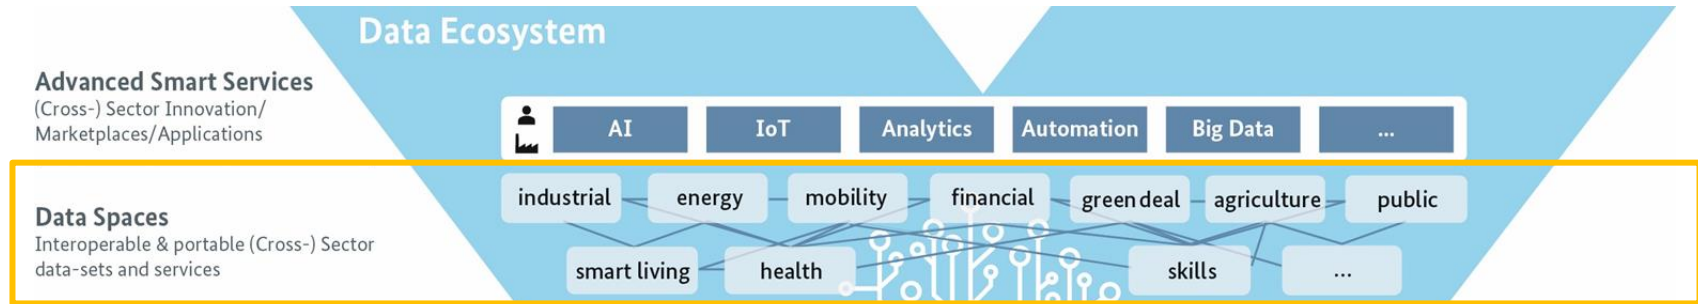 Data Ecosystem
Advanced Smart Services
(Cross-) Sector Innovation/
Marketplaces/Applications
AI
IoT
Analytics
Automation
Big Data
...
Data Spaces
Interoperable & portable (Cross-) Sector
data-sets and services
industrial
energy
mobility
financial
green deal
agriculture
public
smart living
health
skills
...